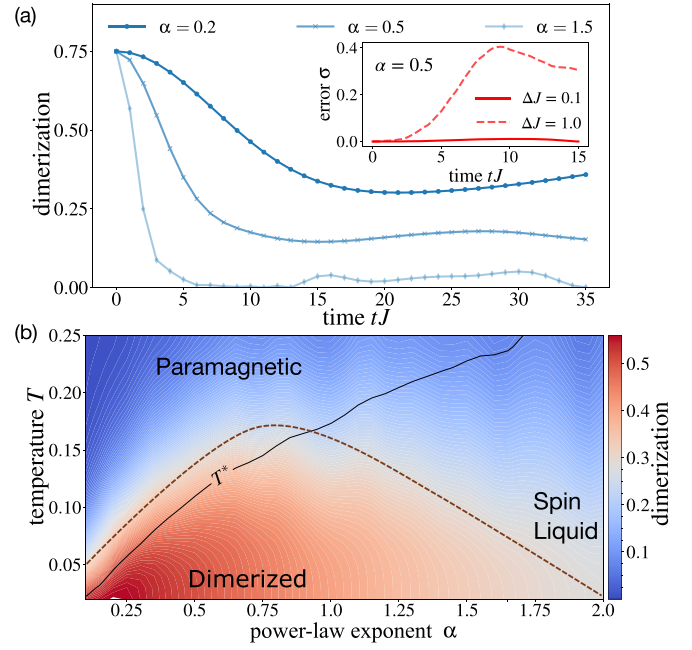 (a)
α = 0.2
α = 0.5
α = 1.5
0.75
0.50
0.25
0.00
dimerization
0
5
10
15
20
25
30
35
time tJ
α = 0.5
0.4
0.2
0.0
error σ
ΔJ = 0.1
ΔJ = 1.0
0
5
10
15
time tJ
(b)
0.25
0.20
0.15
0.10
0.05
temperature T
Paramagnetic
T*
Spin
Liquid
Dimerized
0.25
0.50
0.75
1.00
1.25
1.50
1.75
2.0
power-law exponent α
0.5
0.4
0.3
0.2
0.1
dimerization